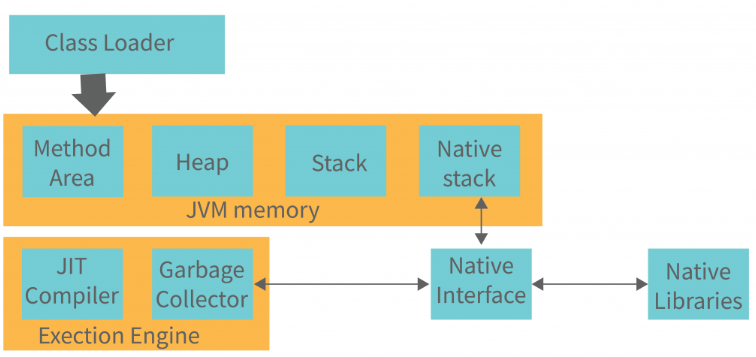 Class Loader
Method
Area
Heap
Stack
Native
stack
JVM memory
JIT
Compiler
Garbage
Collector
Exection Engine
Native
Interface
Native
Libraries